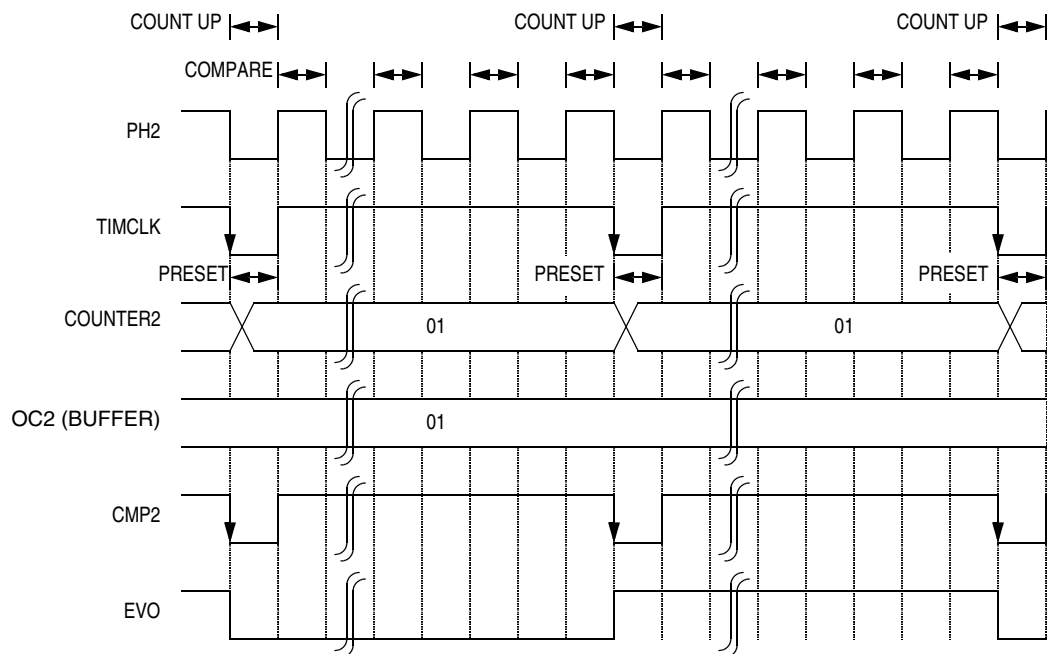 COUNT UP COUNT UP COUNT UP
COMPARE
PH2
TIMCLK
PRESET PRESET PRESET
COUNTER2 01 01
OC2 (BUFFER) 01
CMP2
EVO